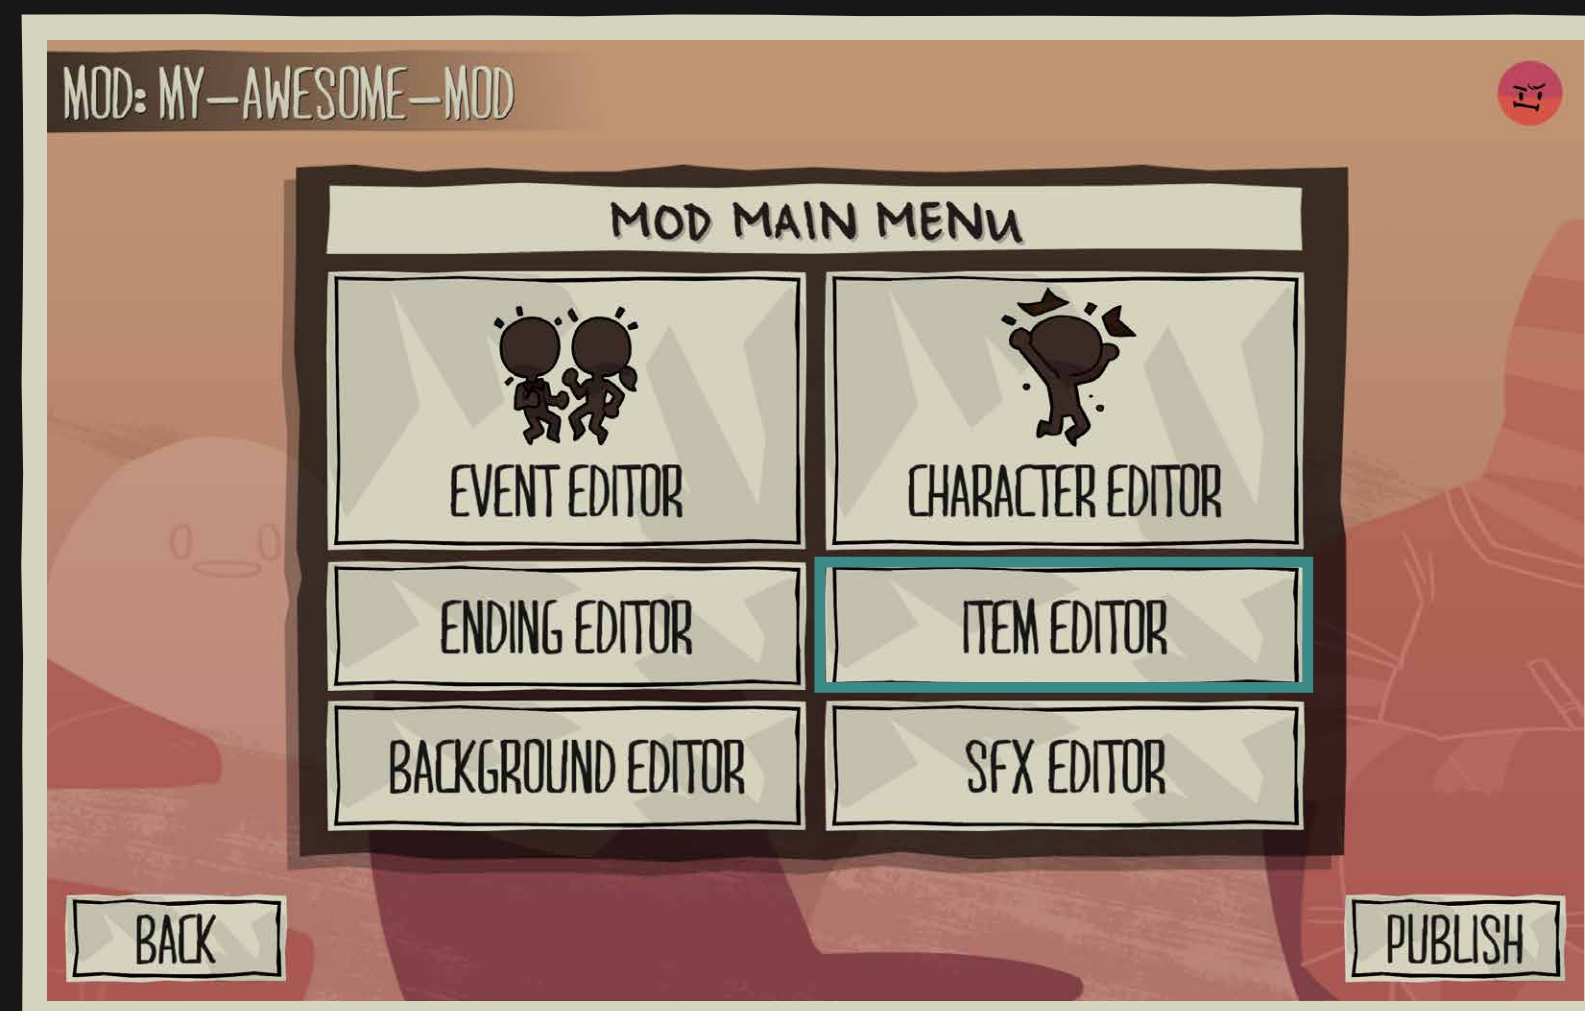 MOD: MY-AWESOME-MOD
MOD MAIN MENU
EVENT EDITOR
CHARACTER EDITOR
ENDING EDITOR
ITEM EDITOR
BACKGROUND EDITOR
SFX EDITOR
BACK
PUBLISH